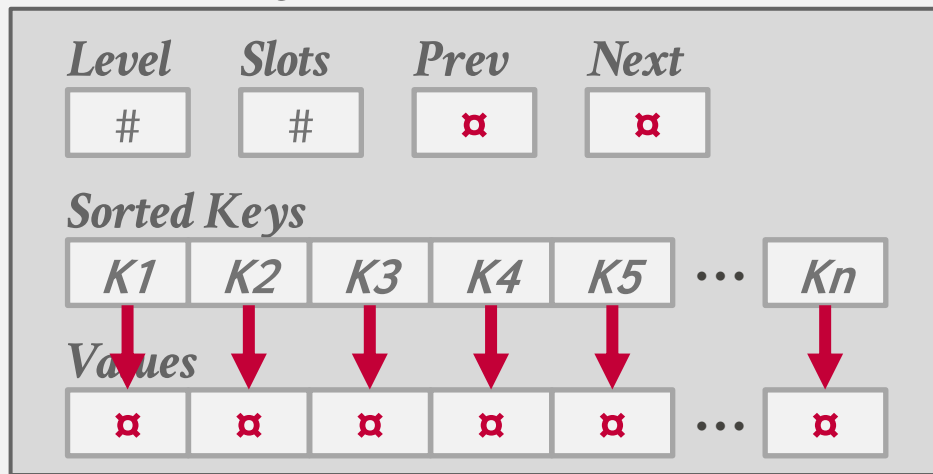 Level Slots Prev Next
# # ¤ ¤
Sorted Keys
K1 K2 K3 K4 K5 ••• Kn
Values
¤ ¤ ¤ ¤ ¤ ••• ¤